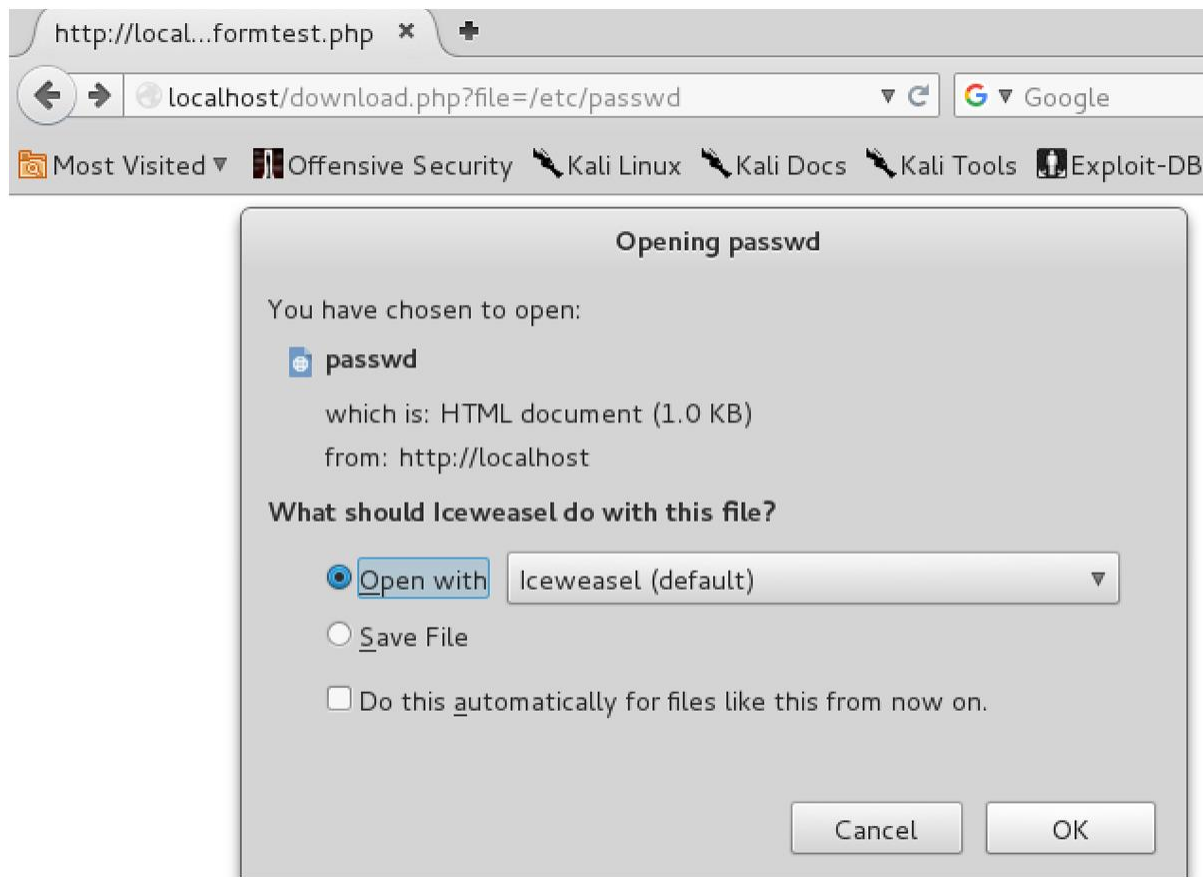 http://local...formtest.php
localhost/download.php?file=/etc/passwd Google
Most Visited Offensive Security Kali Linux Kali Docs Kali Tools Exploit-DB
Opening passwd
You have chosen to open:
passwd
which is: HTML document (1.0 KB)
from: http://localhost
What should Iceweasel do with this file?
Open with Iceweasel (default)
Save File
Do this automatically for files like this from now on.
Cancel OK